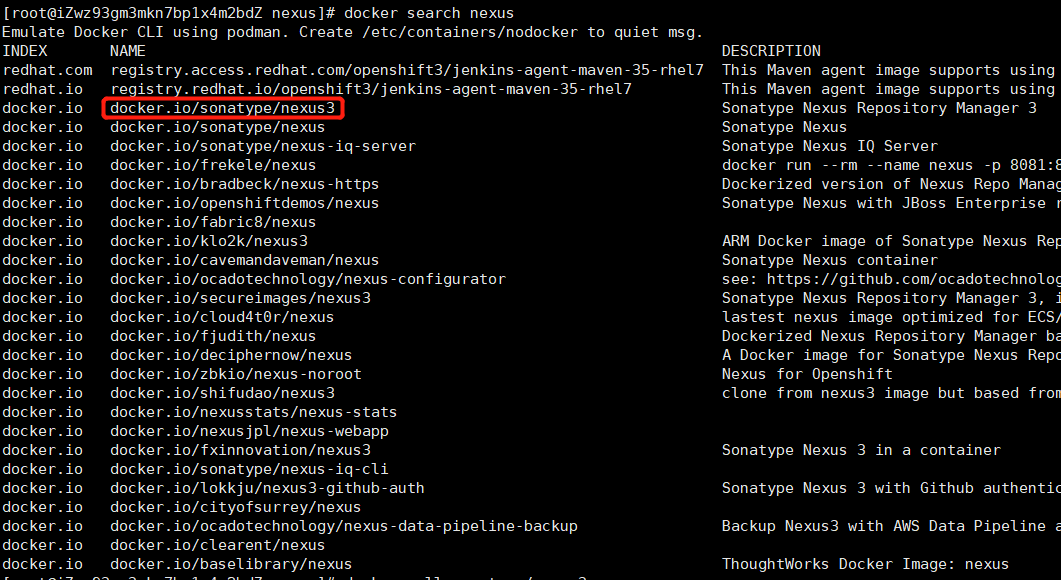 [root@iZwz93gm3mkn7bp1x4m2bdZ nexus]# docker search nexus
Emulate Docker CLI using podman. Create /etc/containers/nodocker to quiet msg.
INDEX NAME DESCRIPTION
redhat.com registry.access.redhat.com/openshift3/jenkins-agent-maven-35-rhel7 This Maven agent image supports using
redhat.io registry.redhat.io/openshift3/jenkins-agent-maven-35-rhel7 This Maven agent image supports using
docker.io docker.io/sonatype/nexus3 Sonatype Nexus Repository Manager 3
docker.io docker.io/sonatype/nexus Sonatype Nexus
docker.io docker.io/sonatype/nexus-iq-server Sonatype Nexus IQ Server
docker.io docker.io/frekele/nexus docker run --rm --name nexus -p 8081:8
docker.io docker.io/bradbeck/nexus-https Dockerized version of Nexus Repo Manag
docker.io docker.io/openshiftdemos/nexus Sonatype Nexus with JBoss Enterprise r
docker.io docker.io/fabric8/nexus
docker.io docker.io/klo2k/nexus3 ARM Docker image of Sonatype Nexus Rep
docker.io docker.io/cavemandaveman/nexus Sonatype Nexus container
docker.io docker.io/ocadotechnology/nexus-configurator see: https://github.com/ocadotechnolog
docker.io docker.io/secureimages/nexus3 Sonatype Nexus Repository Manager 3, i
docker.io docker.io/cloud4t0r/nexus lastest nexus image optimized for ECS/
docker.io docker.io/fjudith/nexus Dockerized Nexus Repository Manager ba
docker.io docker.io/deciphernow/nexus A Docker image for Sonatype Nexus Repo
docker.io docker.io/zbkio/nexus-noroot Nexus for Openshift
docker.io docker.io/shifudao/nexus3 clone from nexus3 image but based from
docker.io docker.io/nexusstats/nexus-stats
docker.io docker.io/nexusjpl/nexus-webapp
docker.io docker.io/fxinnovation/nexus3 Sonatype Nexus 3 in a container
docker.io docker.io/sonatype/nexus-iq-cli
docker.io docker.io/lokkju/nexus3-github-auth Sonatype Nexus 3 with Github authentic
docker.io docker.io/cityofsurrey/nexus
docker.io docker.io/ocadotechnology/nexus-data-pipeline-backup Backup Nexus3 with AWS Data Pipeline a
docker.io docker.io/clearent/nexus
docker.io docker.io/baselibrary/nexus ThoughtWorks Docker Image: nexus